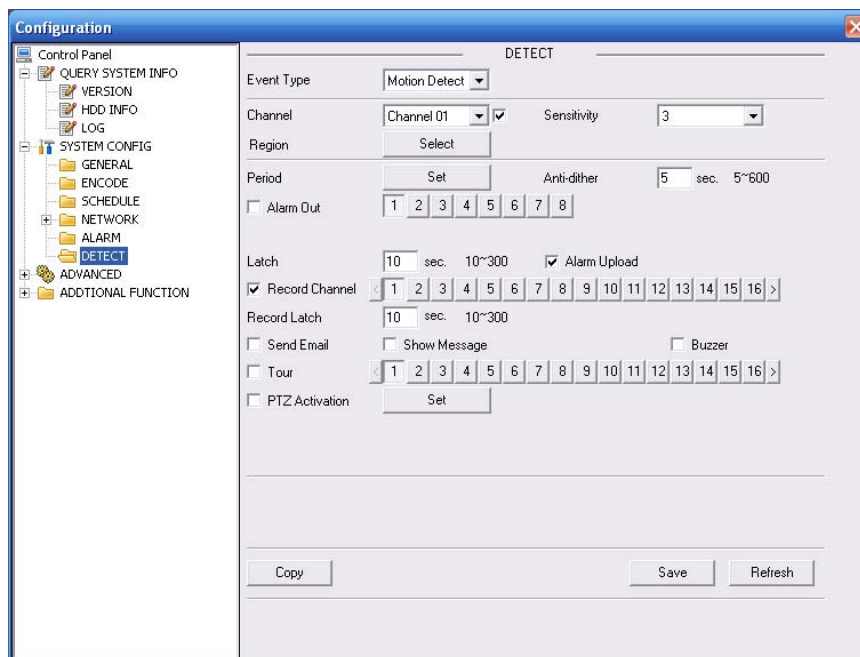 Configuration
Control Panel
QUERY SYSTEM INFO
VERSION
HDD INFO
LOG
SYSTEM CONFIG
GENERAL
ENCODE
SCHEDULE
NETWORK
ALARM
DETECT
ADVANCED
ADDTIONAL FUNCTION
DETECT
Event Type Motion Detect
Channel Channel 01 Sensitivity 3
Region Select
Period Set Anti-dither 5 sec. 5~600
Alarm Out 1 2 3 4 5 6 7 8
Latch 10 sec. 10~300 Alarm Upload
Record Channel < 1 2 3 4 5 6 7 8 9 10 11 12 13 14 15 16 >
Record Latch 10 sec. 10~300
Send Email Show Message Buzzer
Tour < 1 2 3 4 5 6 7 8 9 10 11 12 13 14 15 16 >
PTZ Activation Set
Copy Save Refresh